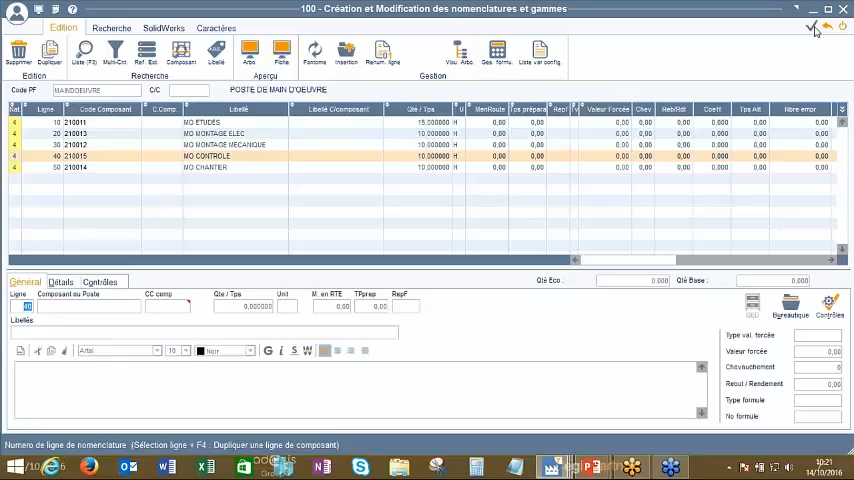 100 - Création et Modification des nomenclatures et gammes
Edition Recherche SolidWorks Caractères
Supprimer Dupliquer Liste (F3) Multi-Crit. Ref. Ext Composant Libellé Arbo. Fiche Fantome Insertion Renum. ligne Visu. Arbo. Ges. formu. Liste var config.
Edition Recherche Aperçu Gestion
Code PF MAINDOEUVRE C/C POSTE DE MAIN D'OEUVRE
Nat. Ligne Code Composant C.Comp. Libellé Libellé C/composant Qté / Tps U MenRoute Tps prépara RepF Tv Valeur Forcée Chev Reb/Rdt Coeff Tps Att Nbre empr
4 10 210011 MO ETUDES 15,000000 H 0,00 0,00 0,00 0,00 0,00 0,000 0,00 0,00
4 20 210013 MO MONTAGE ELEC 10,000000 H 0,00 0,00 0,00 0,00 0,00 0,000 0,00 0,00
4 30 210012 MO MONTAGE MECANIQUE 10,000000 H 0,00 0,00 0,00 0,00 0,00 0,000 0,00 0,00
4 40 210015 MO CONTROLE 10,000000 H 0,00 0,00 0,00 0,00 0,00 0,000 0,00 0,00
4 50 210014 MO CHANTIER 10,000000 H 0,00 0,00 0,00 0,00 0,00 0,000 0,00 0,00
Général Détails Contrôles Qté Eco : 0,000 Qté Base : 0,000
Ligne Composant ou Poste CC comp Qté / Tps Unt M. en RTE TPprep RepF
40 0,000000 0,00 0,00
GED Bureautique Contrôles
Libellés
Arial 10 Noir G i S W
Type val. forcée
Valeur forcée 0,00
Chevauchement 0
Rebut / Rendement 0,00
Type formule
No formule
Numero de ligne de nomenclature (Sélection ligne + F4 : Dupliquer une ligne de composant)
10:21
14/10/2016